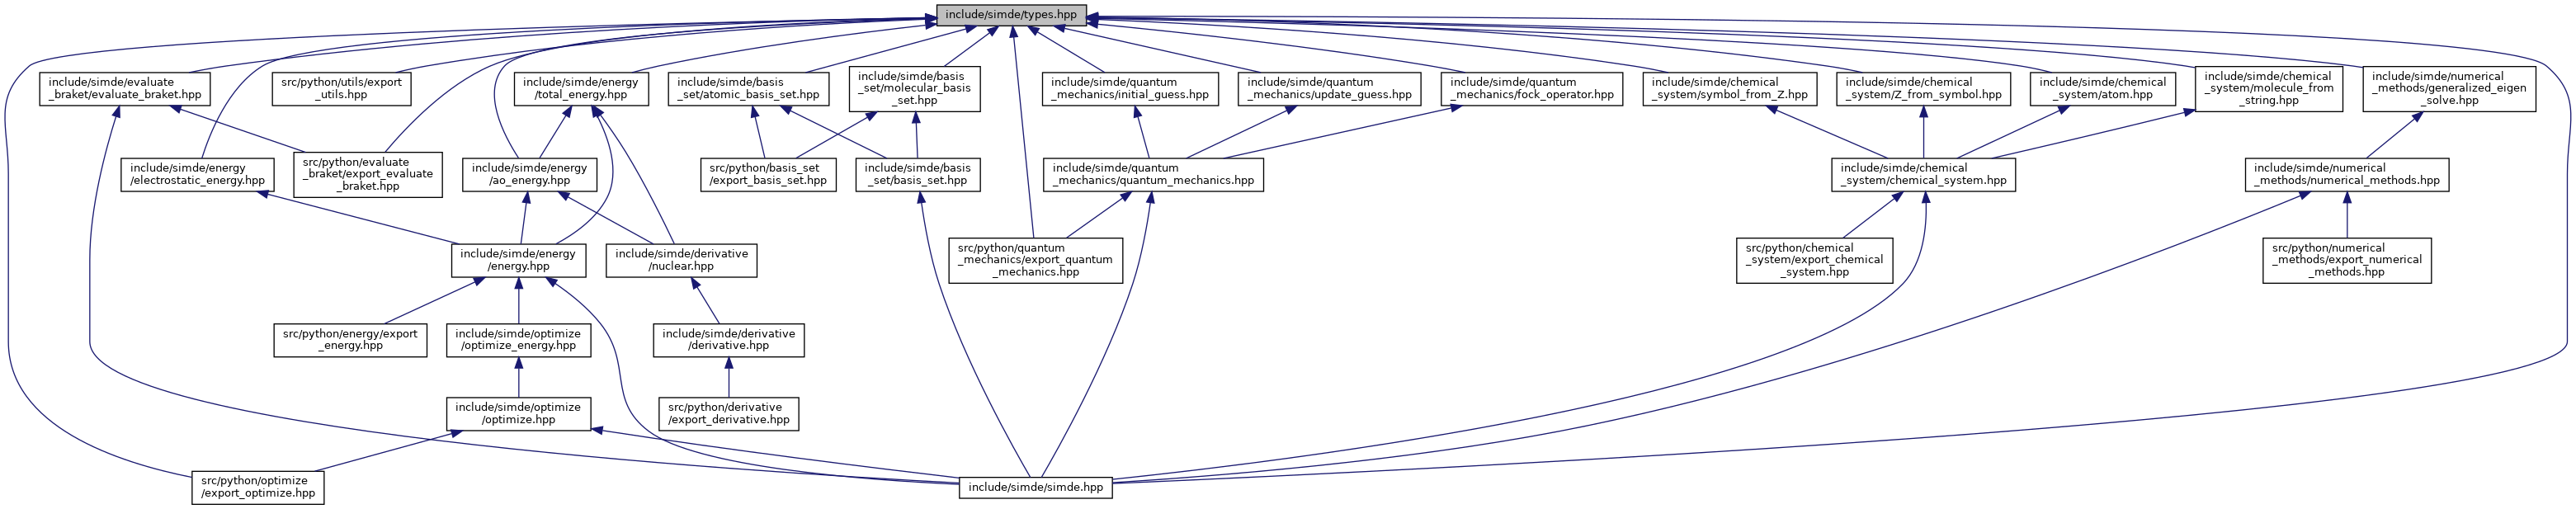 include/simde/types.hpp
include/simde/evaluate
_braket/evaluate_braket.hpp
src/python/utils/export
_utils.hpp
include/simde/energy
/total_energy.hpp
include/simde/basis
_set/atomic_basis_set.hpp
include/simde/basis
_set/molecular_basis
_set.hpp
include/simde/quantum
_mechanics/initial_guess.hpp
include/simde/quantum
_mechanics/update_guess.hpp
include/simde/quantum
_mechanics/fock_operator.hpp
include/simde/chemical
_system/symbol_from_Z.hpp
include/simde/chemical
_system/Z_from_symbol.hpp
include/simde/chemical
_system/atom.hpp
include/simde/chemical
_system/molecule_from
_string.hpp
include/simde/numerical
_methods/generalized_eigen
_solve.hpp
include/simde/energy
/electrostatic_energy.hpp
src/python/evaluate
_braket/export_evaluate
_braket.hpp
include/simde/energy
/ao_energy.hpp
src/python/basis_set
/export_basis_set.hpp
include/simde/basis
_set/basis_set.hpp
include/simde/quantum
_mechanics/quantum_mechanics.hpp
include/simde/chemical
_system/chemical_system.hpp
include/simde/numerical
_methods/numerical_methods.hpp
include/simde/energy
/energy.hpp
include/simde/derivative
/nuclear.hpp
src/python/quantum
_mechanics/export_quantum
_mechanics.hpp
src/python/chemical
_system/export_chemical
_system.hpp
src/python/numerical
_methods/export_numerical
_methods.hpp
src/python/energy/export
_energy.hpp
include/simde/optimize
/optimize_energy.hpp
include/simde/derivative
/derivative.hpp
include/simde/optimize
/optimize.hpp
src/python/derivative
/export_derivative.hpp
src/python/optimize
/export_optimize.hpp
include/simde/simde.hpp